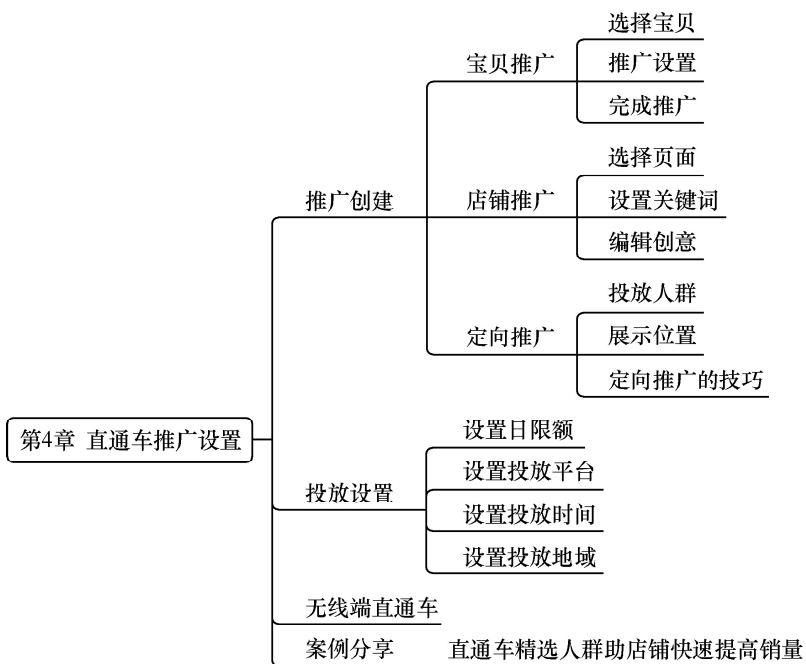 第4章 直通车推广设置
推广创建
宝贝推广
选择宝贝
推广设置
完成推广
店铺推广
选择页面
设置关键词
编辑创意
定向推广
投放人群
展示位置
定向推广的技巧
投放设置
设置日限额
设置投放平台
设置投放时间
设置投放地域
无线端直通车
案例分享
直通车精选人群助店铺快速提高销量